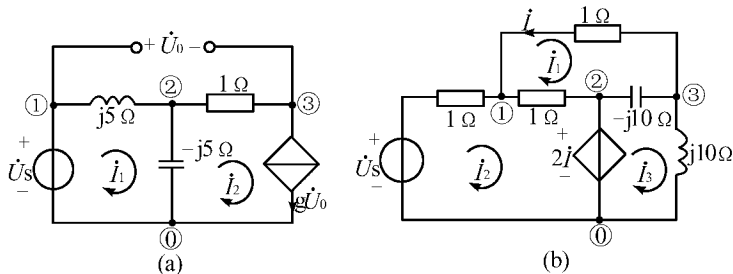 + U̇₀ −
① j5 Ω ② 1 Ω ③
+ U̇s − İ₁ −j5 Ω İ₂ gU̇₀
⓪
(a)
İ 1 Ω
İ₁
1 Ω ① 1 Ω ② −j10 Ω ③
+ U̇s − İ₂ + 2İ − İ₃ j10Ω
⓪
(b)